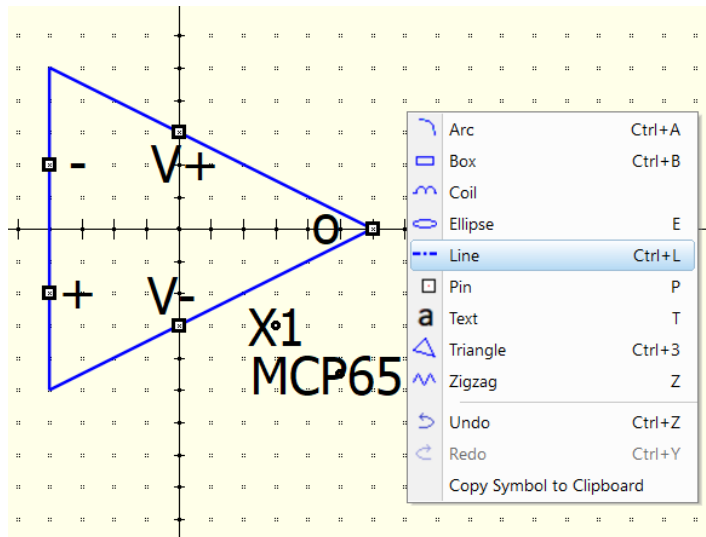 -
V+
o
+
V-
X1
MCP65
Arc Ctrl+A
Box Ctrl+B
Coil
Ellipse E
Line Ctrl+L
Pin P
a Text T
Triangle Ctrl+3
Zigzag Z
Undo Ctrl+Z
Redo Ctrl+Y
Copy Symbol to Clipboard